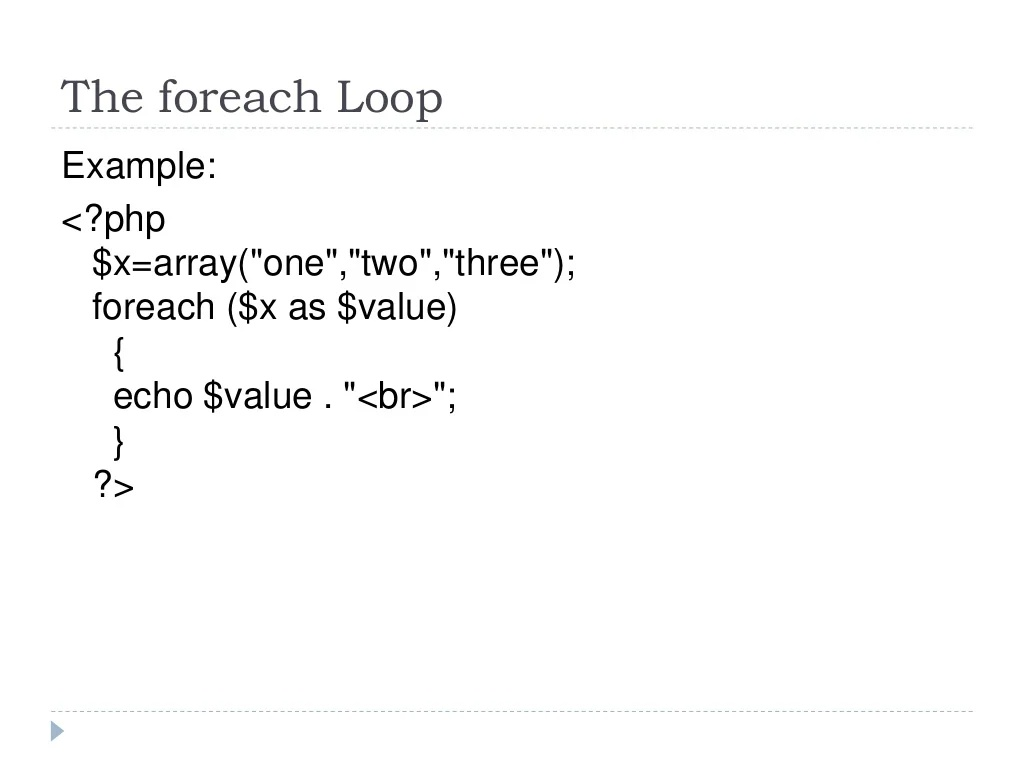 The foreach Loop
Example:
<?php
$x=array("one","two","three");
foreach ($x as $value)
{
echo $value . "<br>";
}
?>